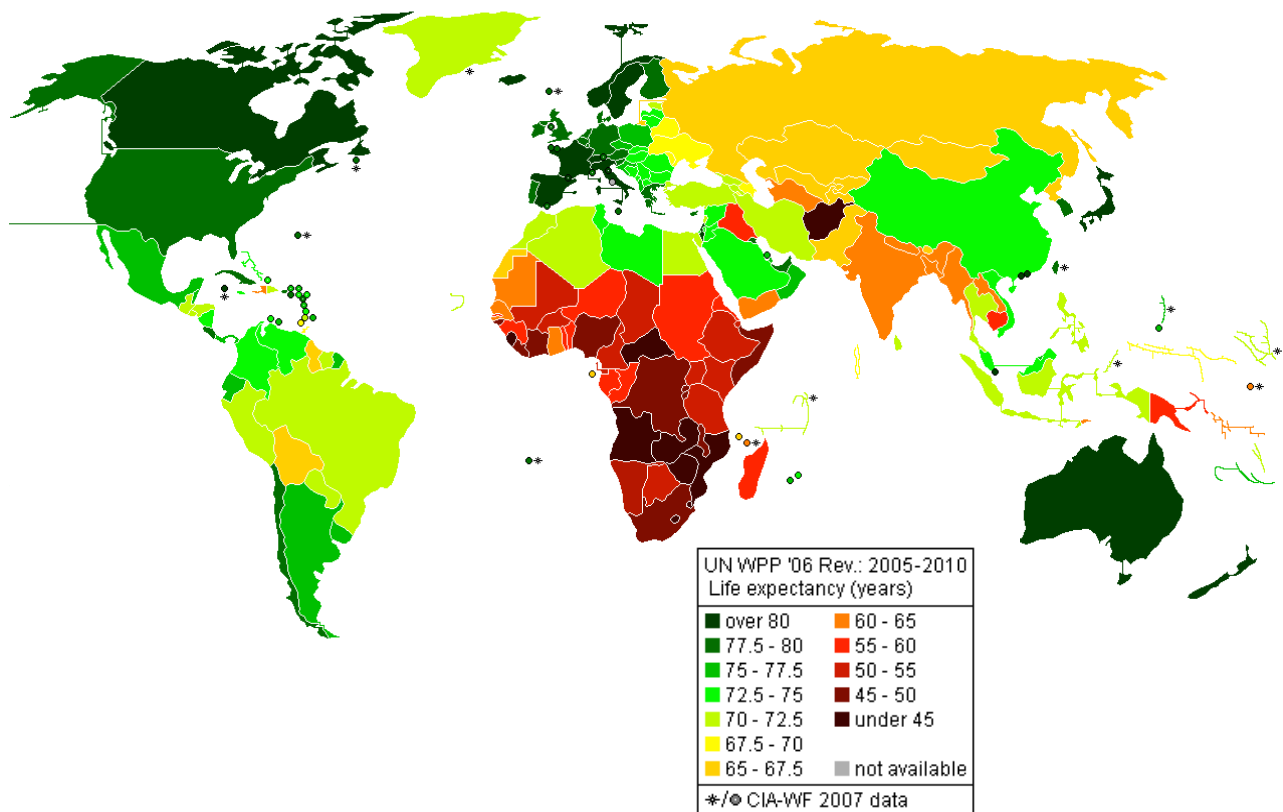 UN WPP '06 Rev.: 2005-2010
Life expectancy (years)
over 80
77.5 - 80
75 - 77.5
72.5 - 75
70 - 72.5
67.5 - 70
65 - 67.5
60 - 65
55 - 60
50 - 55
45 - 50
under 45
not available
✳/● CIA-WF 2007 data